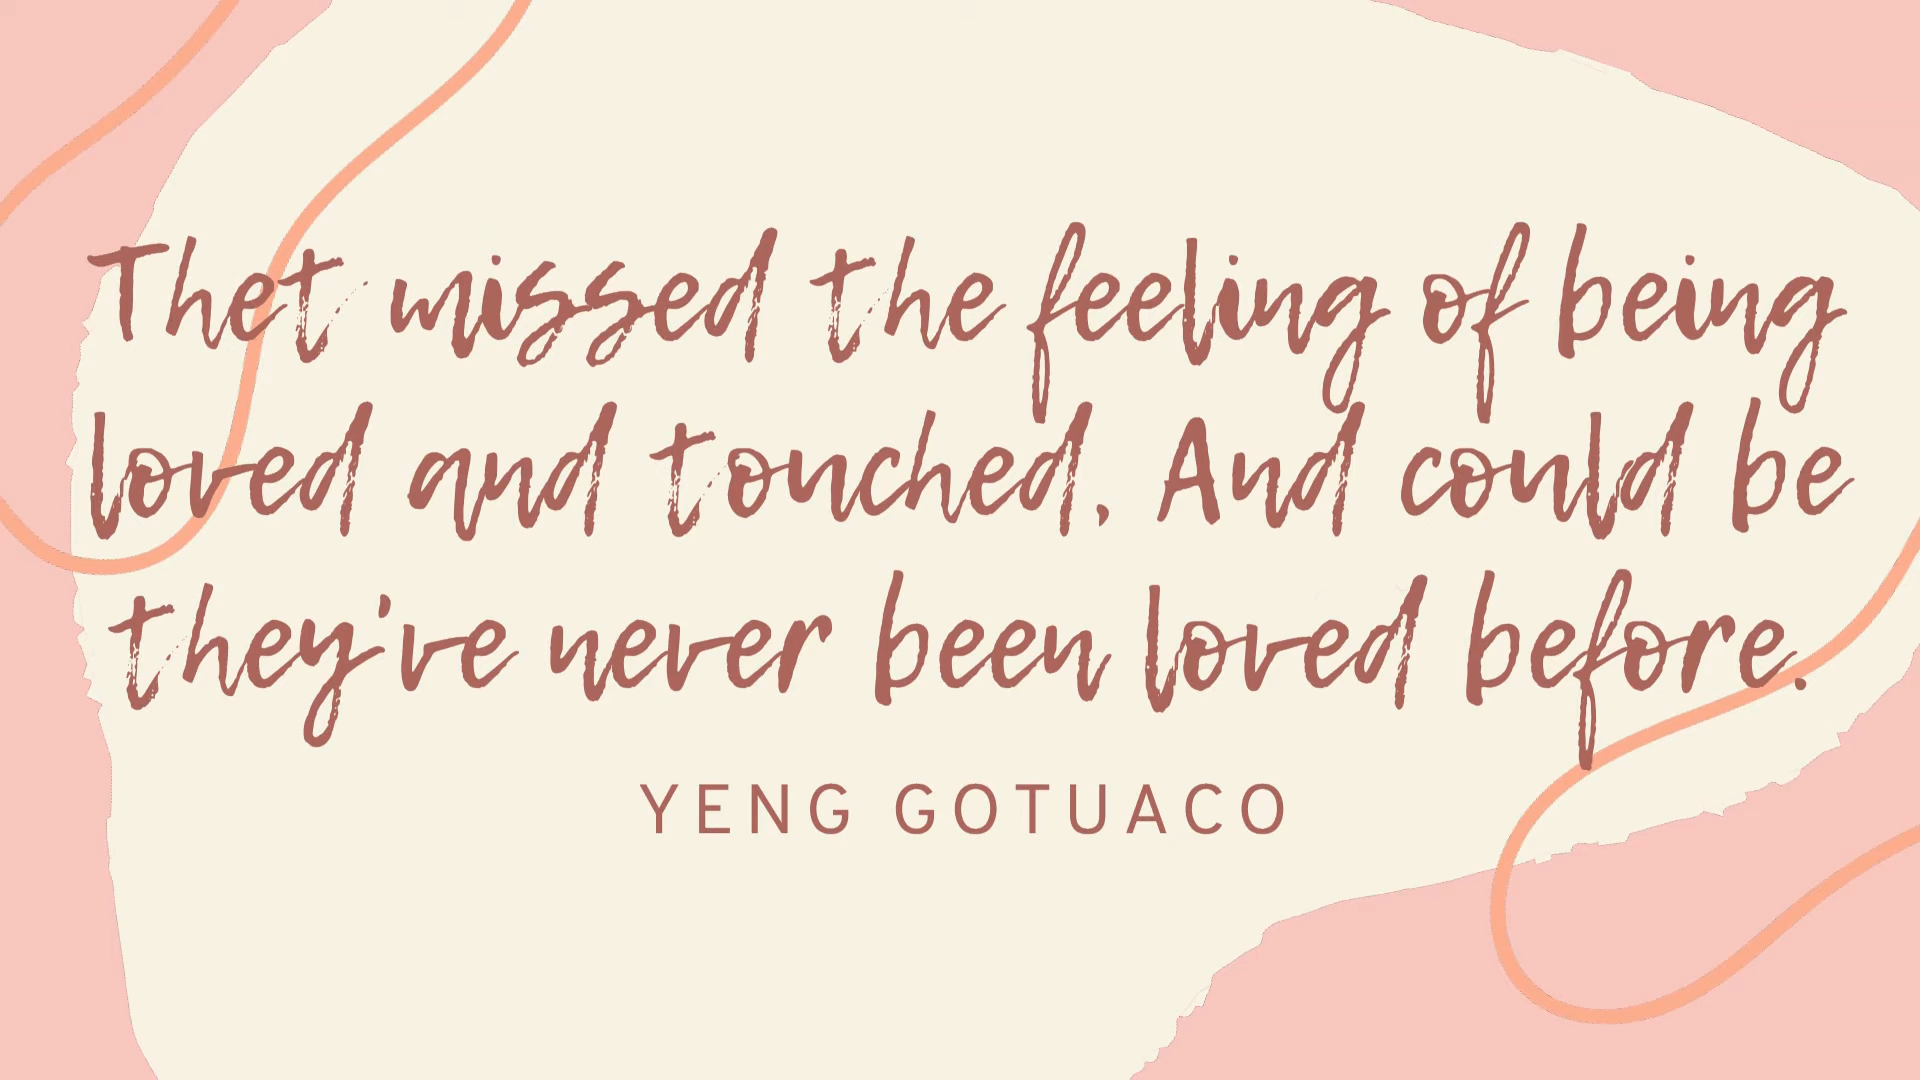 Thet missed the feeling of being
loved and touched, And could be
they've never been loved before.
YENG GOTUACO